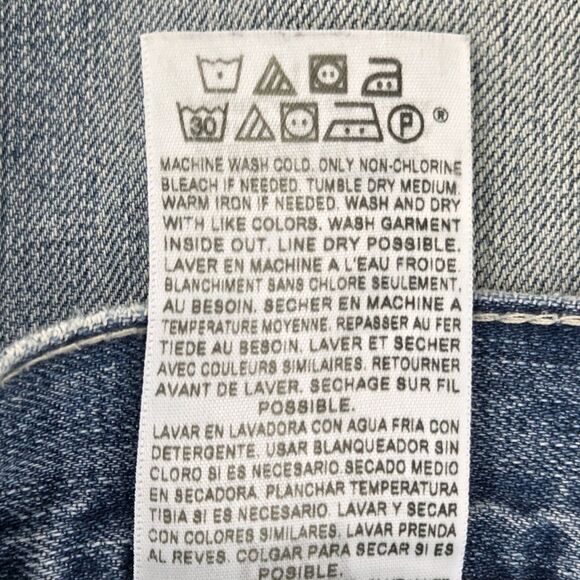 30 P ®
MACHINE WASH COLD. ONLY NON-CHLORINE
BLEACH IF NEEDED. TUMBLE DRY MEDIUM.
WARM IRON IF NEEDED. WASH AND DRY
WITH LIKE COLORS. WASH GARMENT
INSIDE OUT. LINE DRY POSSIBLE.
LAVER EN MACHINE A L'EAU FROIDE.
BLANCHIMENT SANS CHLORE SEULEMENT,
AU BESOIN. SECHER EN MACHINE A
TEMPERATURE MOYENNE. REPASSER AU FER
TIEDE AU BESOIN. LAVER ET SECHER
AVEC COULEURS SIMILAIRES. RETOURNER
AVANT DE LAVER. SECHAGE SUR FIL
POSSIBLE.
LAVAR EN LAVADORA CON AGUA FRIA CON
DETERGENTE. USAR BLANQUEADOR SIN
CLORO SI ES NECESARIO SECADO MEDIO
EN SECADORA. PLANCHAR TEMPERATURA
TIBIA SI ES NECESARIO. LAVAR Y SECAR
CON COLORES SIMILARES. LAVAR PRENDA
AL REVES. COLGAR PARA SECAR SI ES
POSIBLE.